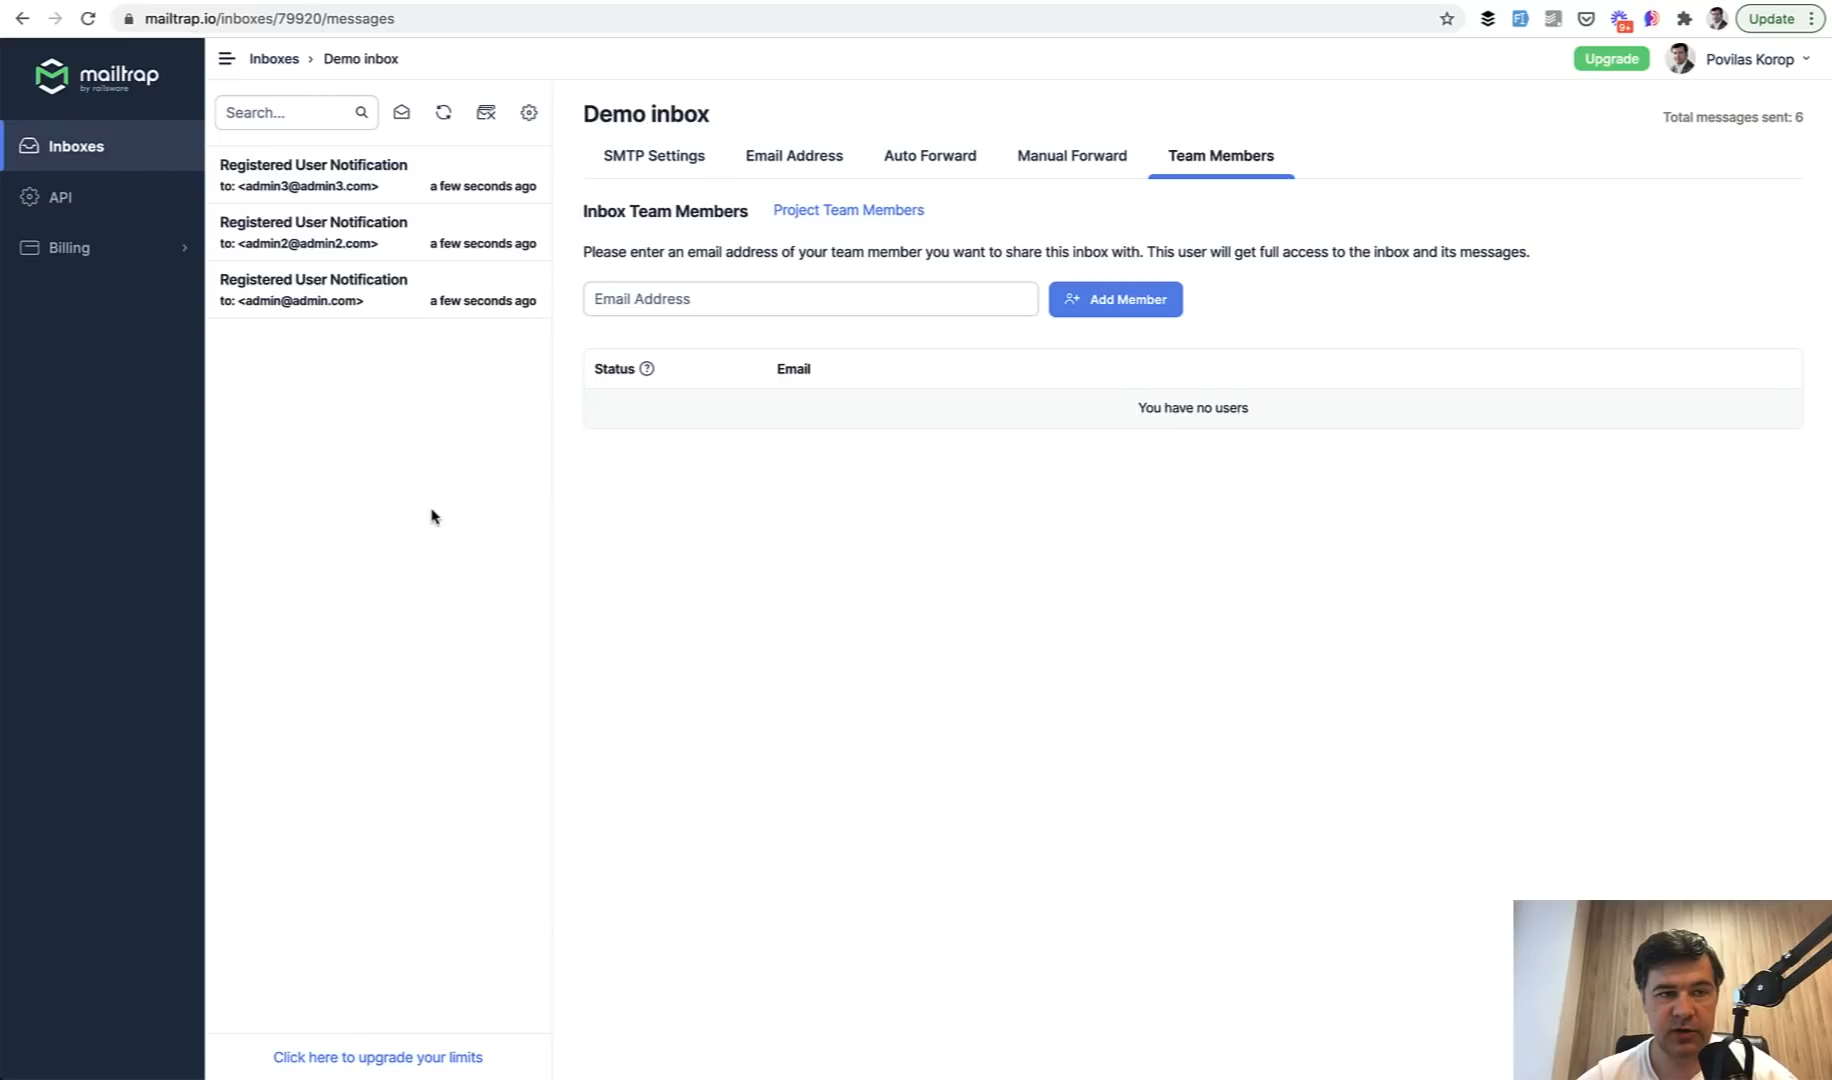 mailtrap.io/inboxes/79920/messages
9+
Update
mailtrap
by railsware
Inboxes
API
Billing
Inboxes › Demo inbox
Upgrade
Povilas Korop
Search...
Registered User Notification
to: <admin3@admin3.com> a few seconds ago
Registered User Notification
to: <admin2@admin2.com> a few seconds ago
Registered User Notification
to: <admin@admin.com> a few seconds ago
Click here to upgrade your limits
Demo inbox
Total messages sent: 6
SMTP Settings Email Address Auto Forward Manual Forward Team Members
Inbox Team Members Project Team Members
Please enter an email address of your team member you want to share this inbox with. This user will get full access to the inbox and its messages.
Email Address Add Member
Status ? Email
You have no users